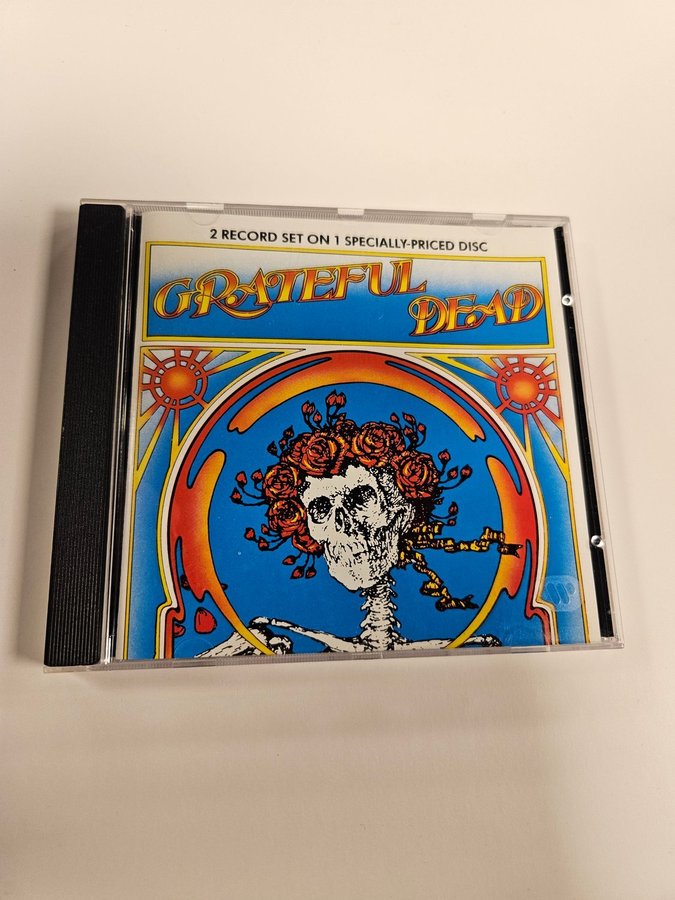 2 RECORD SET ON 1 SPECIALLY-PRICED DISC
GRATEFUL
DEAD